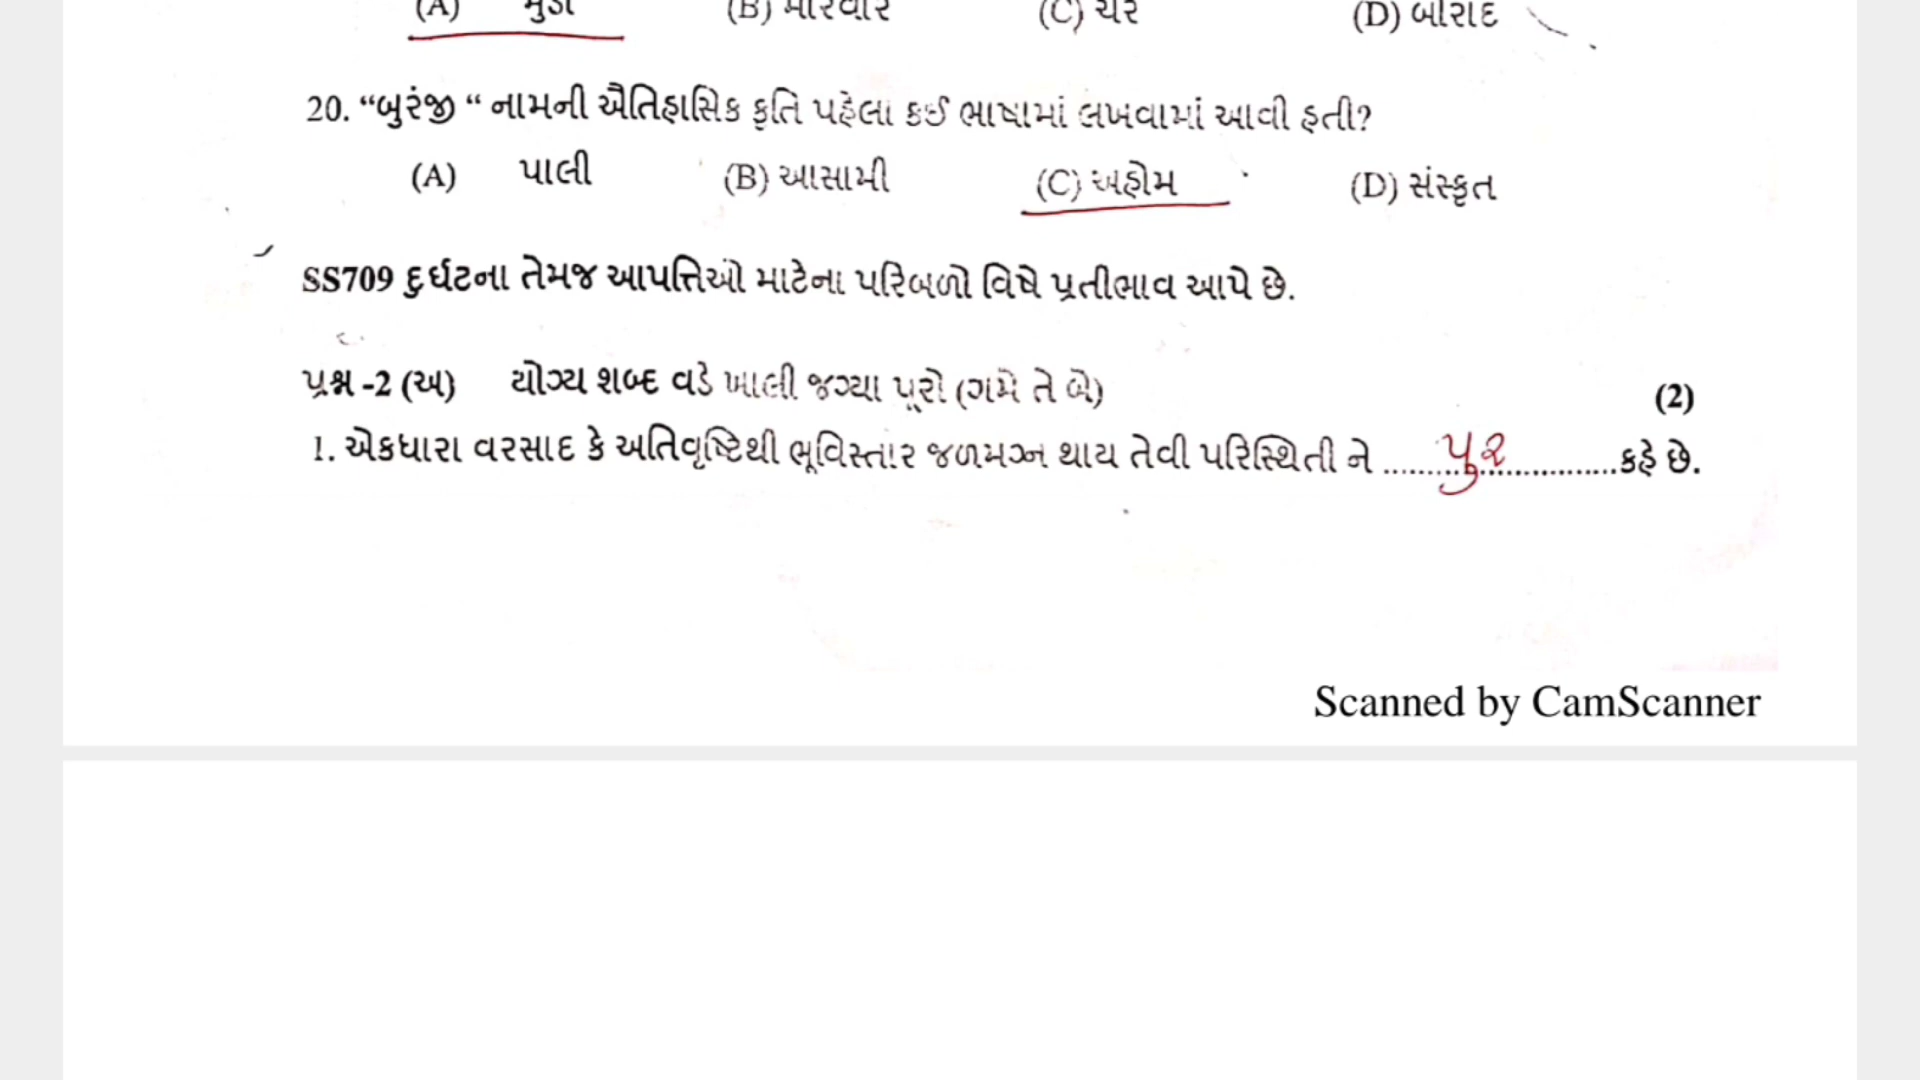 (A) મુંડા (B) મારવાર (C) ચેર (D) બોરાદ
20. “બુરંજી “ નામની ઐતિહાસિક કૃતિ પહેલા કઈ ભાષામાં લખવામાં આવી હતી?
(A) પાલી (B) આસામી (C) અહોમ (D) સંસ્કૃત
SS709 દુર્ઘટના તેમજ આપત્તિઓ માટેના પરિબળો વિષે પ્રતીભાવ આપે છે.
પ્રશ્ન -2 (અ) યોગ્ય શબ્દ વડે ખાલી જગ્યા પૂરો (ગમે તે બે) (2)
1. એકધારા વરસાદ કે અતિવૃષ્ટિથી ભૂવિસ્તાર જળમગ્ન થાય તેવી પરિસ્થિતી ને ........પુર.............કહે છે.
Scanned by CamScanner